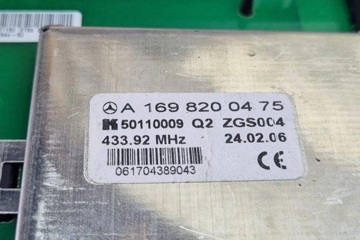 A 169 820 04 75
50110009 Q2 ZGS004
433.92 MHz 24.02.06
061704389043 CE